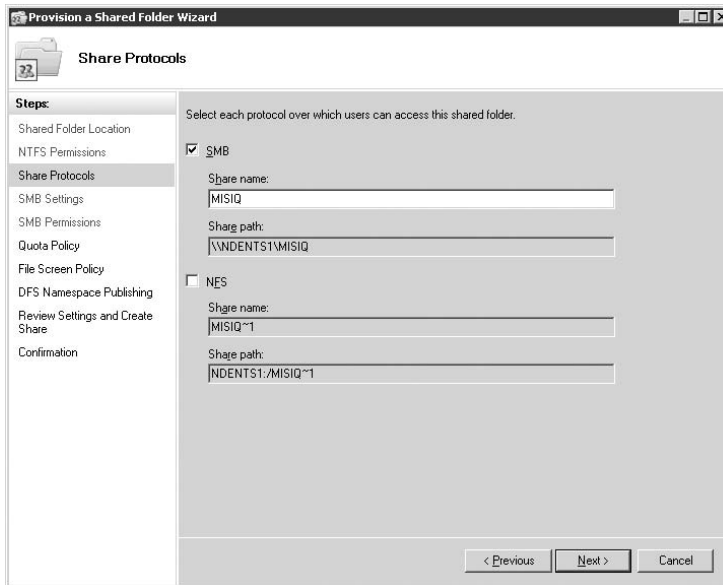 Provision a Shared Folder Wizard
Share Protocols
Steps:
Shared Folder Location
NTFS Permissions
Share Protocols
SMB Settings
SMB Permissions
Quota Policy
File Screen Policy
DFS Namespace Publishing
Review Settings and Create
Share
Confirmation
Select each protocol over which users can access this shared folder.
SMB
Share name:
MISIQ
Share path:
\\NDENTS1\MISIQ
NFS
Share name:
MISIQ~1
Share path:
NDENTS1:/MISIQ~1
< Previous
Next >
Cancel